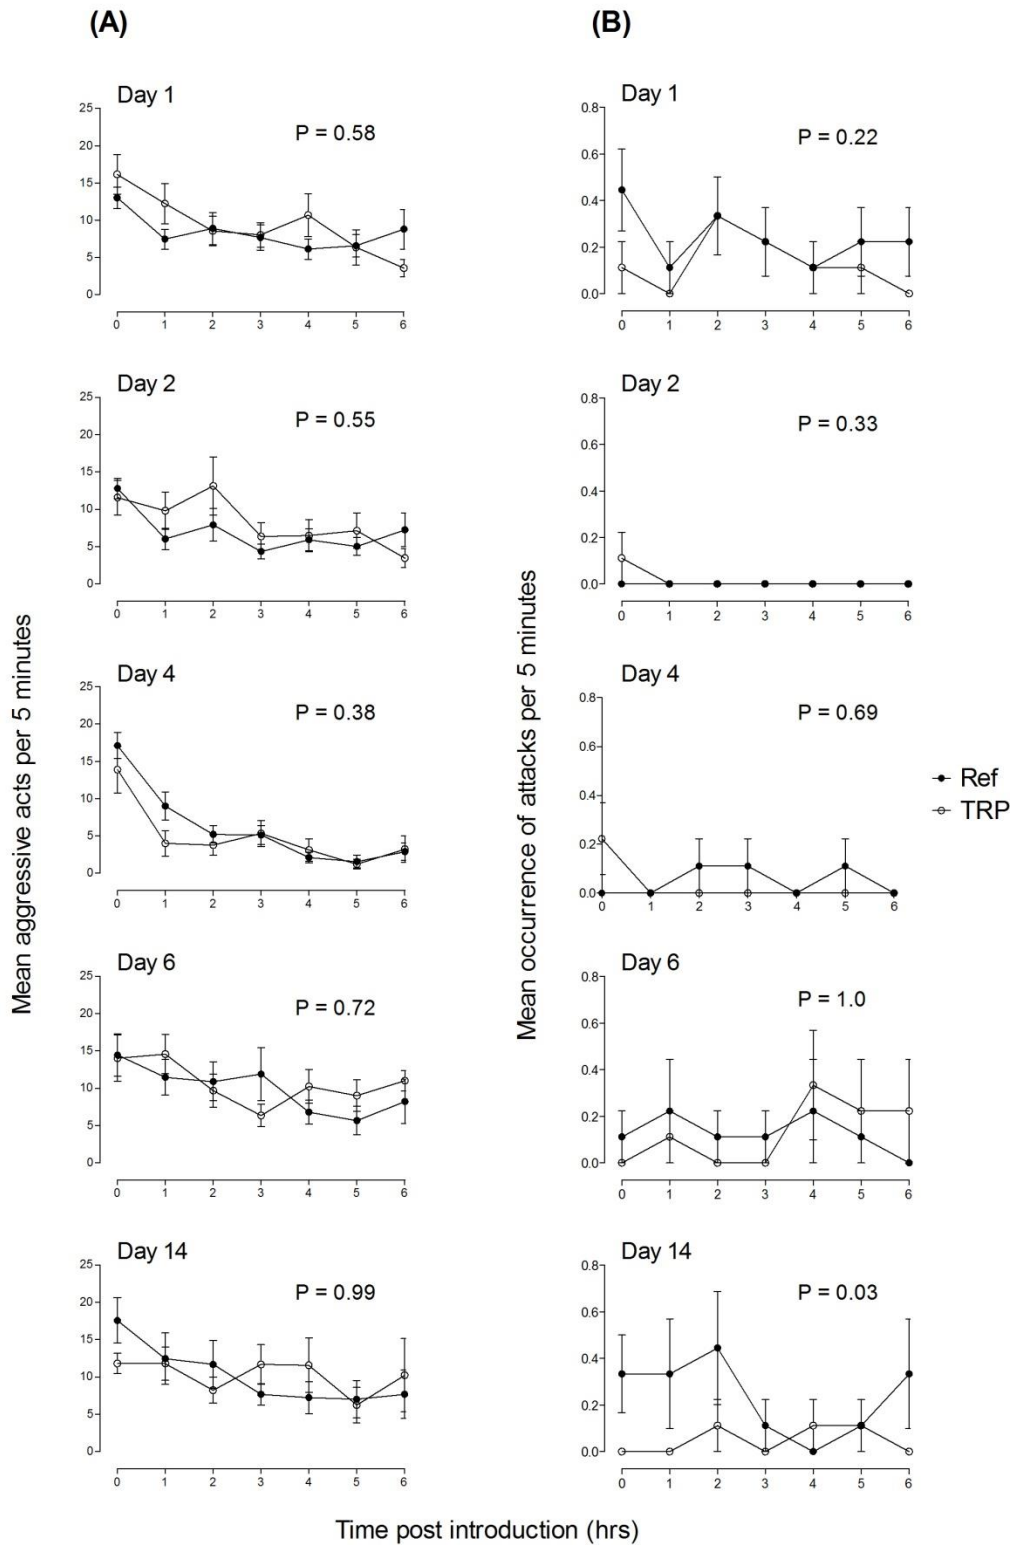 (A)
(B)
Day 1
P = 0.58
25
20
15
10
5
0
0 1 2 3 4 5 6
Day 1
P = 0.22
0.8
0.6
0.4
0.2
0.0
0 1 2 3 4 5 6
Day 2
P = 0.55
25
20
15
10
5
0
0 1 2 3 4 5 6
Day 2
P = 0.33
0.8
0.6
0.4
0.2
0.0
0 1 2 3 4 5 6
Day 4
P = 0.38
25
20
15
10
5
0
0 1 2 3 4 5 6
Day 4
P = 0.69
0.8
0.6
0.4
0.2
0.0
0 1 2 3 4 5 6
Day 6
P = 0.72
25
20
15
10
5
0
0 1 2 3 4 5 6
Day 6
P = 1.0
0.8
0.6
0.4
0.2
0.0
0 1 2 3 4 5 6
Day 14
P = 0.99
25
20
15
10
5
0
0 1 2 3 4 5 6
Day 14
P = 0.03
0.8
0.6
0.4
0.2
0.0
0 1 2 3 4 5 6
Mean aggressive acts per 5 minutes
Mean occurrence of attacks per 5 minutes
Ref
TRP
Time post introduction (hrs)